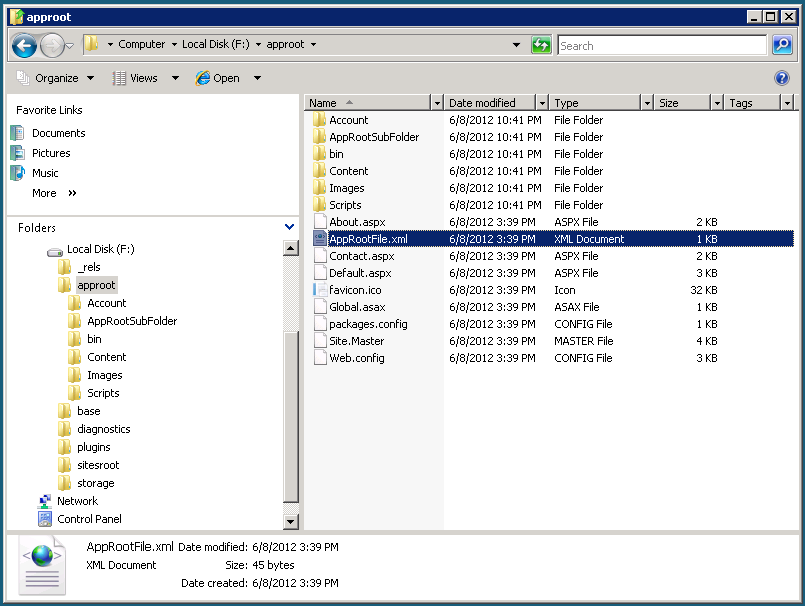 approot
Computer Local Disk (F:) approot
Search
Organize Views Open
Favorite Links
Documents
Pictures
Music
More »
Folders
Local Disk (F:)
_rels
approot
Account
AppRootSubFolder
bin
Content
Images
Scripts
base
diagnostics
plugins
sitesroot
storage
Network
Control Panel
Name Date modified Type Size Tags
Account 6/8/2012 10:41 PM File Folder
AppRootSubFolder 6/8/2012 10:41 PM File Folder
bin 6/8/2012 10:41 PM File Folder
Content 6/8/2012 10:41 PM File Folder
Images 6/8/2012 10:41 PM File Folder
Scripts 6/8/2012 10:41 PM File Folder
About.aspx 6/8/2012 3:39 PM ASPX File 2 KB
AppRootFile.xml 6/8/2012 3:39 PM XML Document 1 KB
Contact.aspx 6/8/2012 3:39 PM ASPX File 2 KB
Default.aspx 6/8/2012 3:39 PM ASPX File 3 KB
favicon.ico 6/8/2012 3:39 PM Icon 32 KB
Global.asax 6/8/2012 3:39 PM ASAX File 1 KB
packages.config 6/8/2012 3:39 PM CONFIG File 1 KB
Site.Master 6/8/2012 3:39 PM MASTER File 4 KB
Web.config 6/8/2012 3:39 PM CONFIG File 3 KB
AppRootFile.xml Date modified: 6/8/2012 3:39 PM
XML Document Size: 45 bytes
Date created: 6/8/2012 3:39 PM